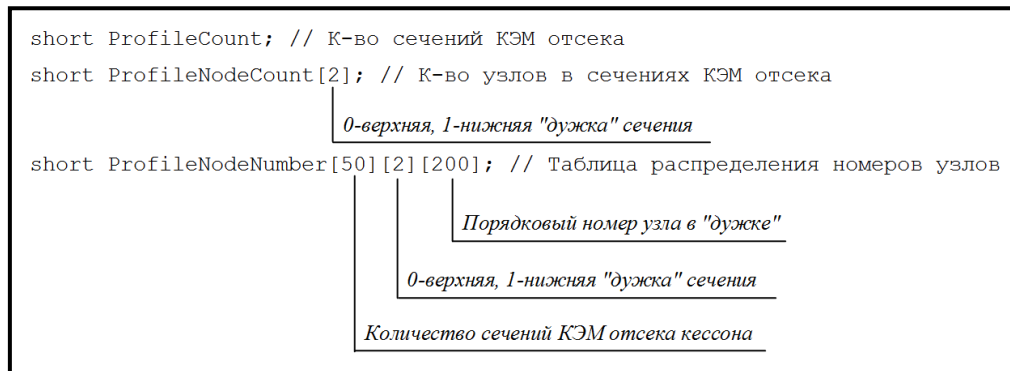 short ProfileCount; // К-во сечений КЭМ отсека
short ProfileNodeCount[2]; // К-во узлов в сечениях КЭМ отсека
0-верхняя, 1-нижняя "дужка" сечения
short ProfileNodeNumber[50][2][200]; // Таблица распределения номеров узлов
Порядковый номер узла в "дужке"
0-верхняя, 1-нижняя "дужка" сечения
Количество сечений КЭМ отсека кессона